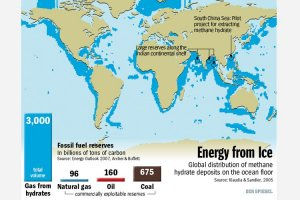 South China Sea: Pilot
project for extracting
methane hydrate
Large reserves along the
Indian continental shelf
3,000
total
volume
Gas from
hydrates
Fossil fuel reserves
In billions of tons of carbon
Source: Energy Outlook 2007, Archer & Buffett
96
160
675
Natural gas
Oil
Coal
commercially exploitable reserves
Energy from Ice
Global distribution of methane
hydrate deposits on the ocean floor
Source: Klauda & Sandler, 2005
DER SPIEGEL